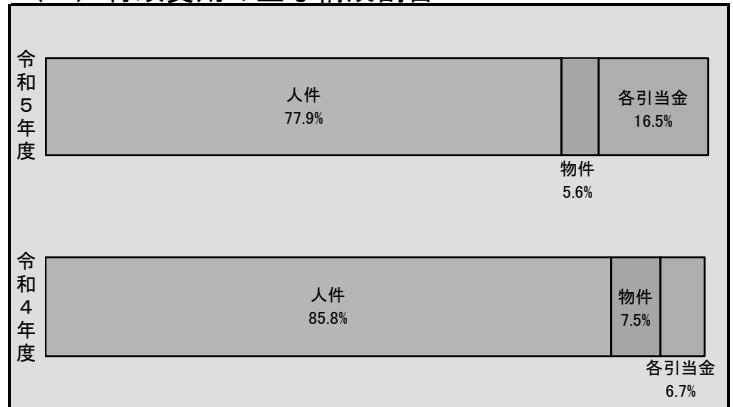 令和5年度
人件
77.9%
各引当金
16.5%
物件
5.6%
令和4年度
人件
85.8%
物件
7.5%
各引当金
6.7%